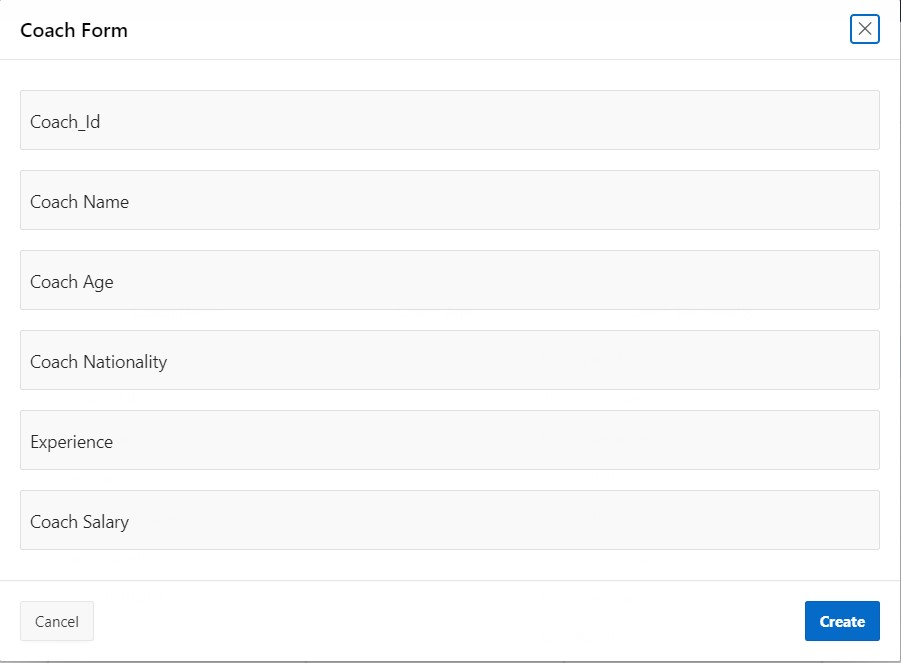 Coach Form
Coach_Id
Coach Name
Coach Age
Coach Nationality
Experience
Coach Salary
Cancel
Create